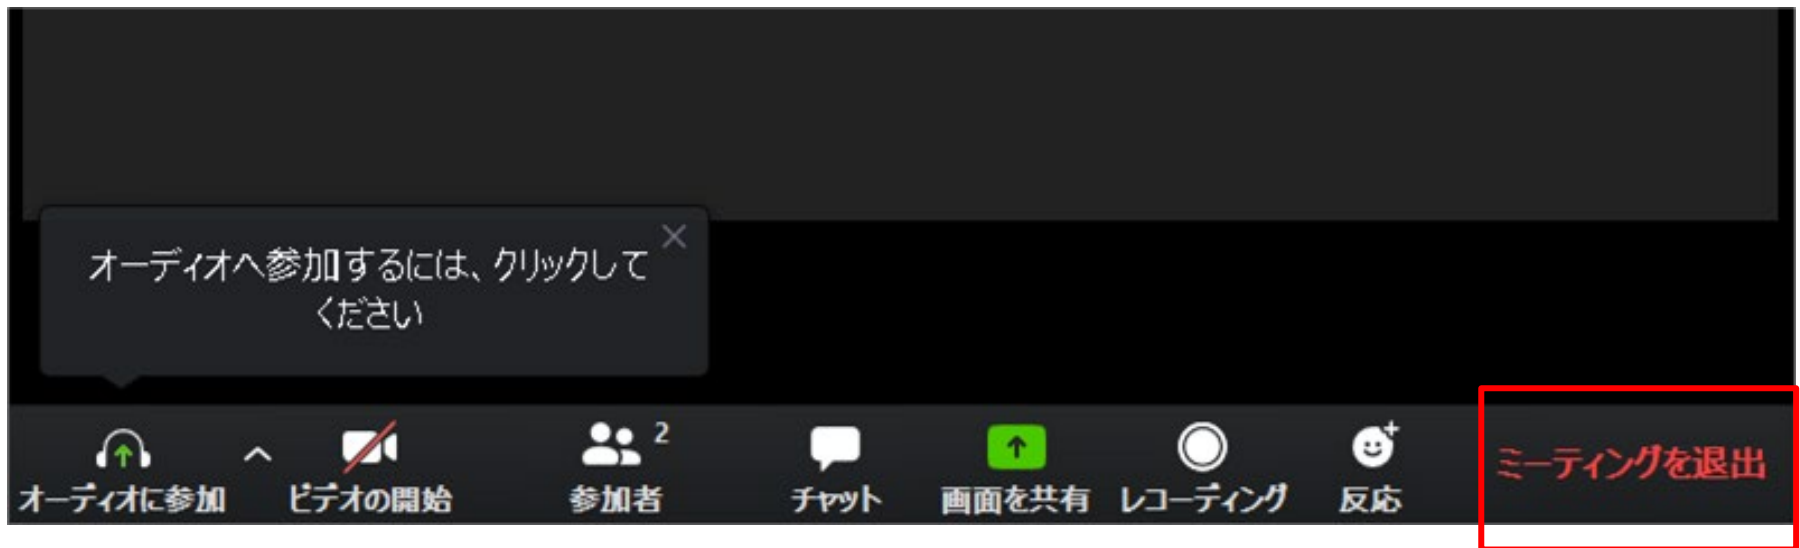 オーディオへ参加するには、クリックして
ください
2
オーディオに参加
ビデオの開始
参加者
チャット
画面を共有
レコーディング
反応
ミーティングを退出